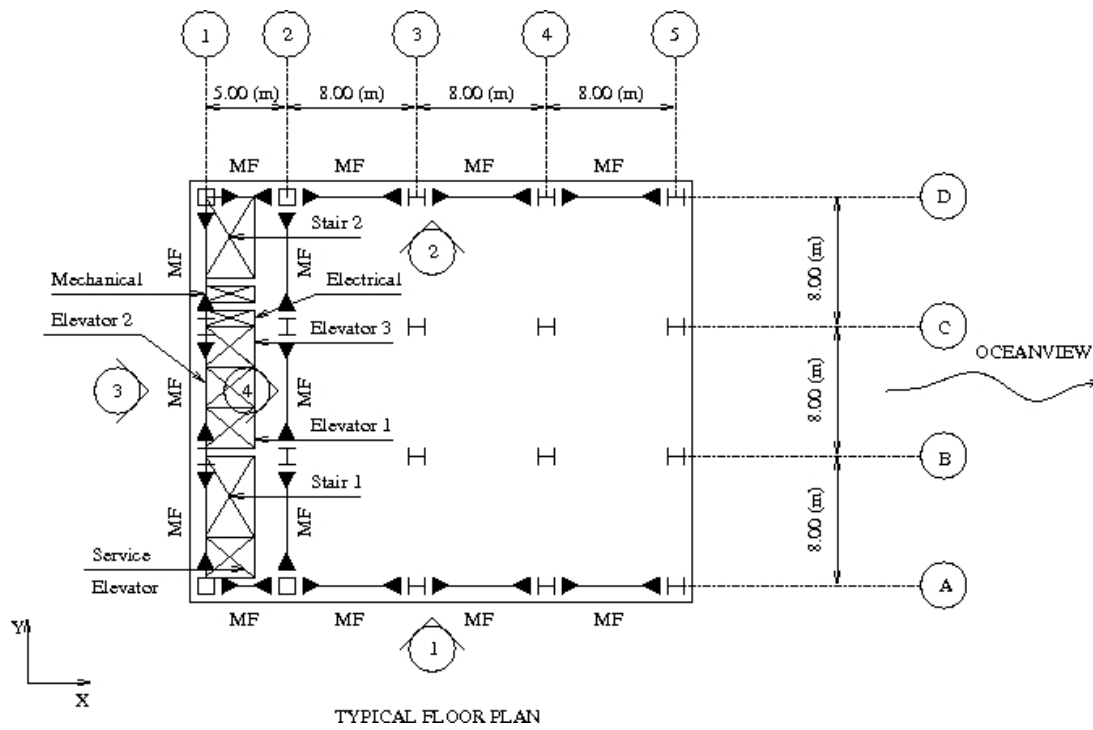 1 2 3 4 5
5.00 (m) 8.00 (m) 8.00 (m) 8.00 (m)
MF MF MF MF
D
Stair 2
2
MF
MF
8.00 (m)
Mechanical
Electrical
Elevator 2
Elevator 3
C
OCEANVIEW
3
MF
4
MF
8.00 (m)
Elevator 1
B
Stair 1
MF
MF
8.00 (m)
Service
Elevator
A
MF MF MF MF
1
Y
X
TYPICAL FLOOR PLAN